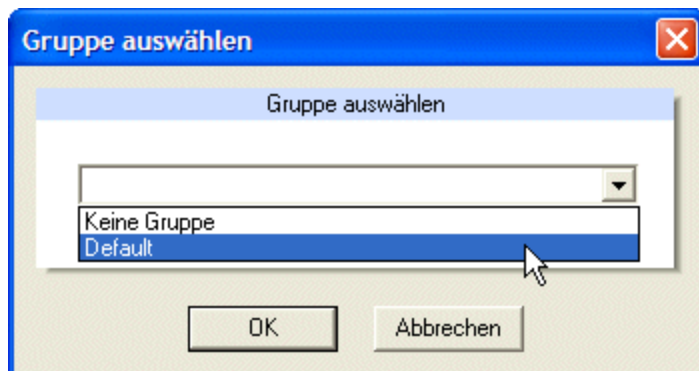 Gruppe auswählen
Gruppe auswählen
Keine Gruppe
Default
OK Abbrechen